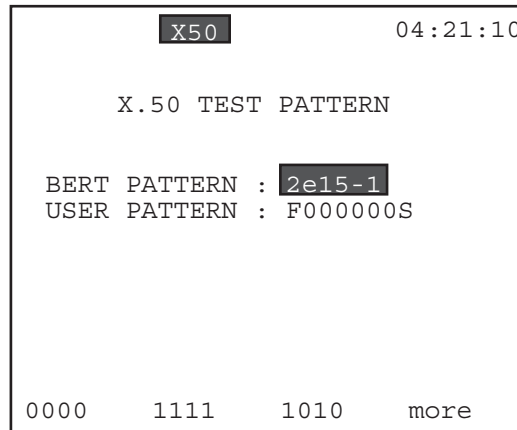 X50 04:21:10
X.50 TEST PATTERN
BERT PATTERN : 2e15-1
USER PATTERN : F000000S
0000 1111 1010 more